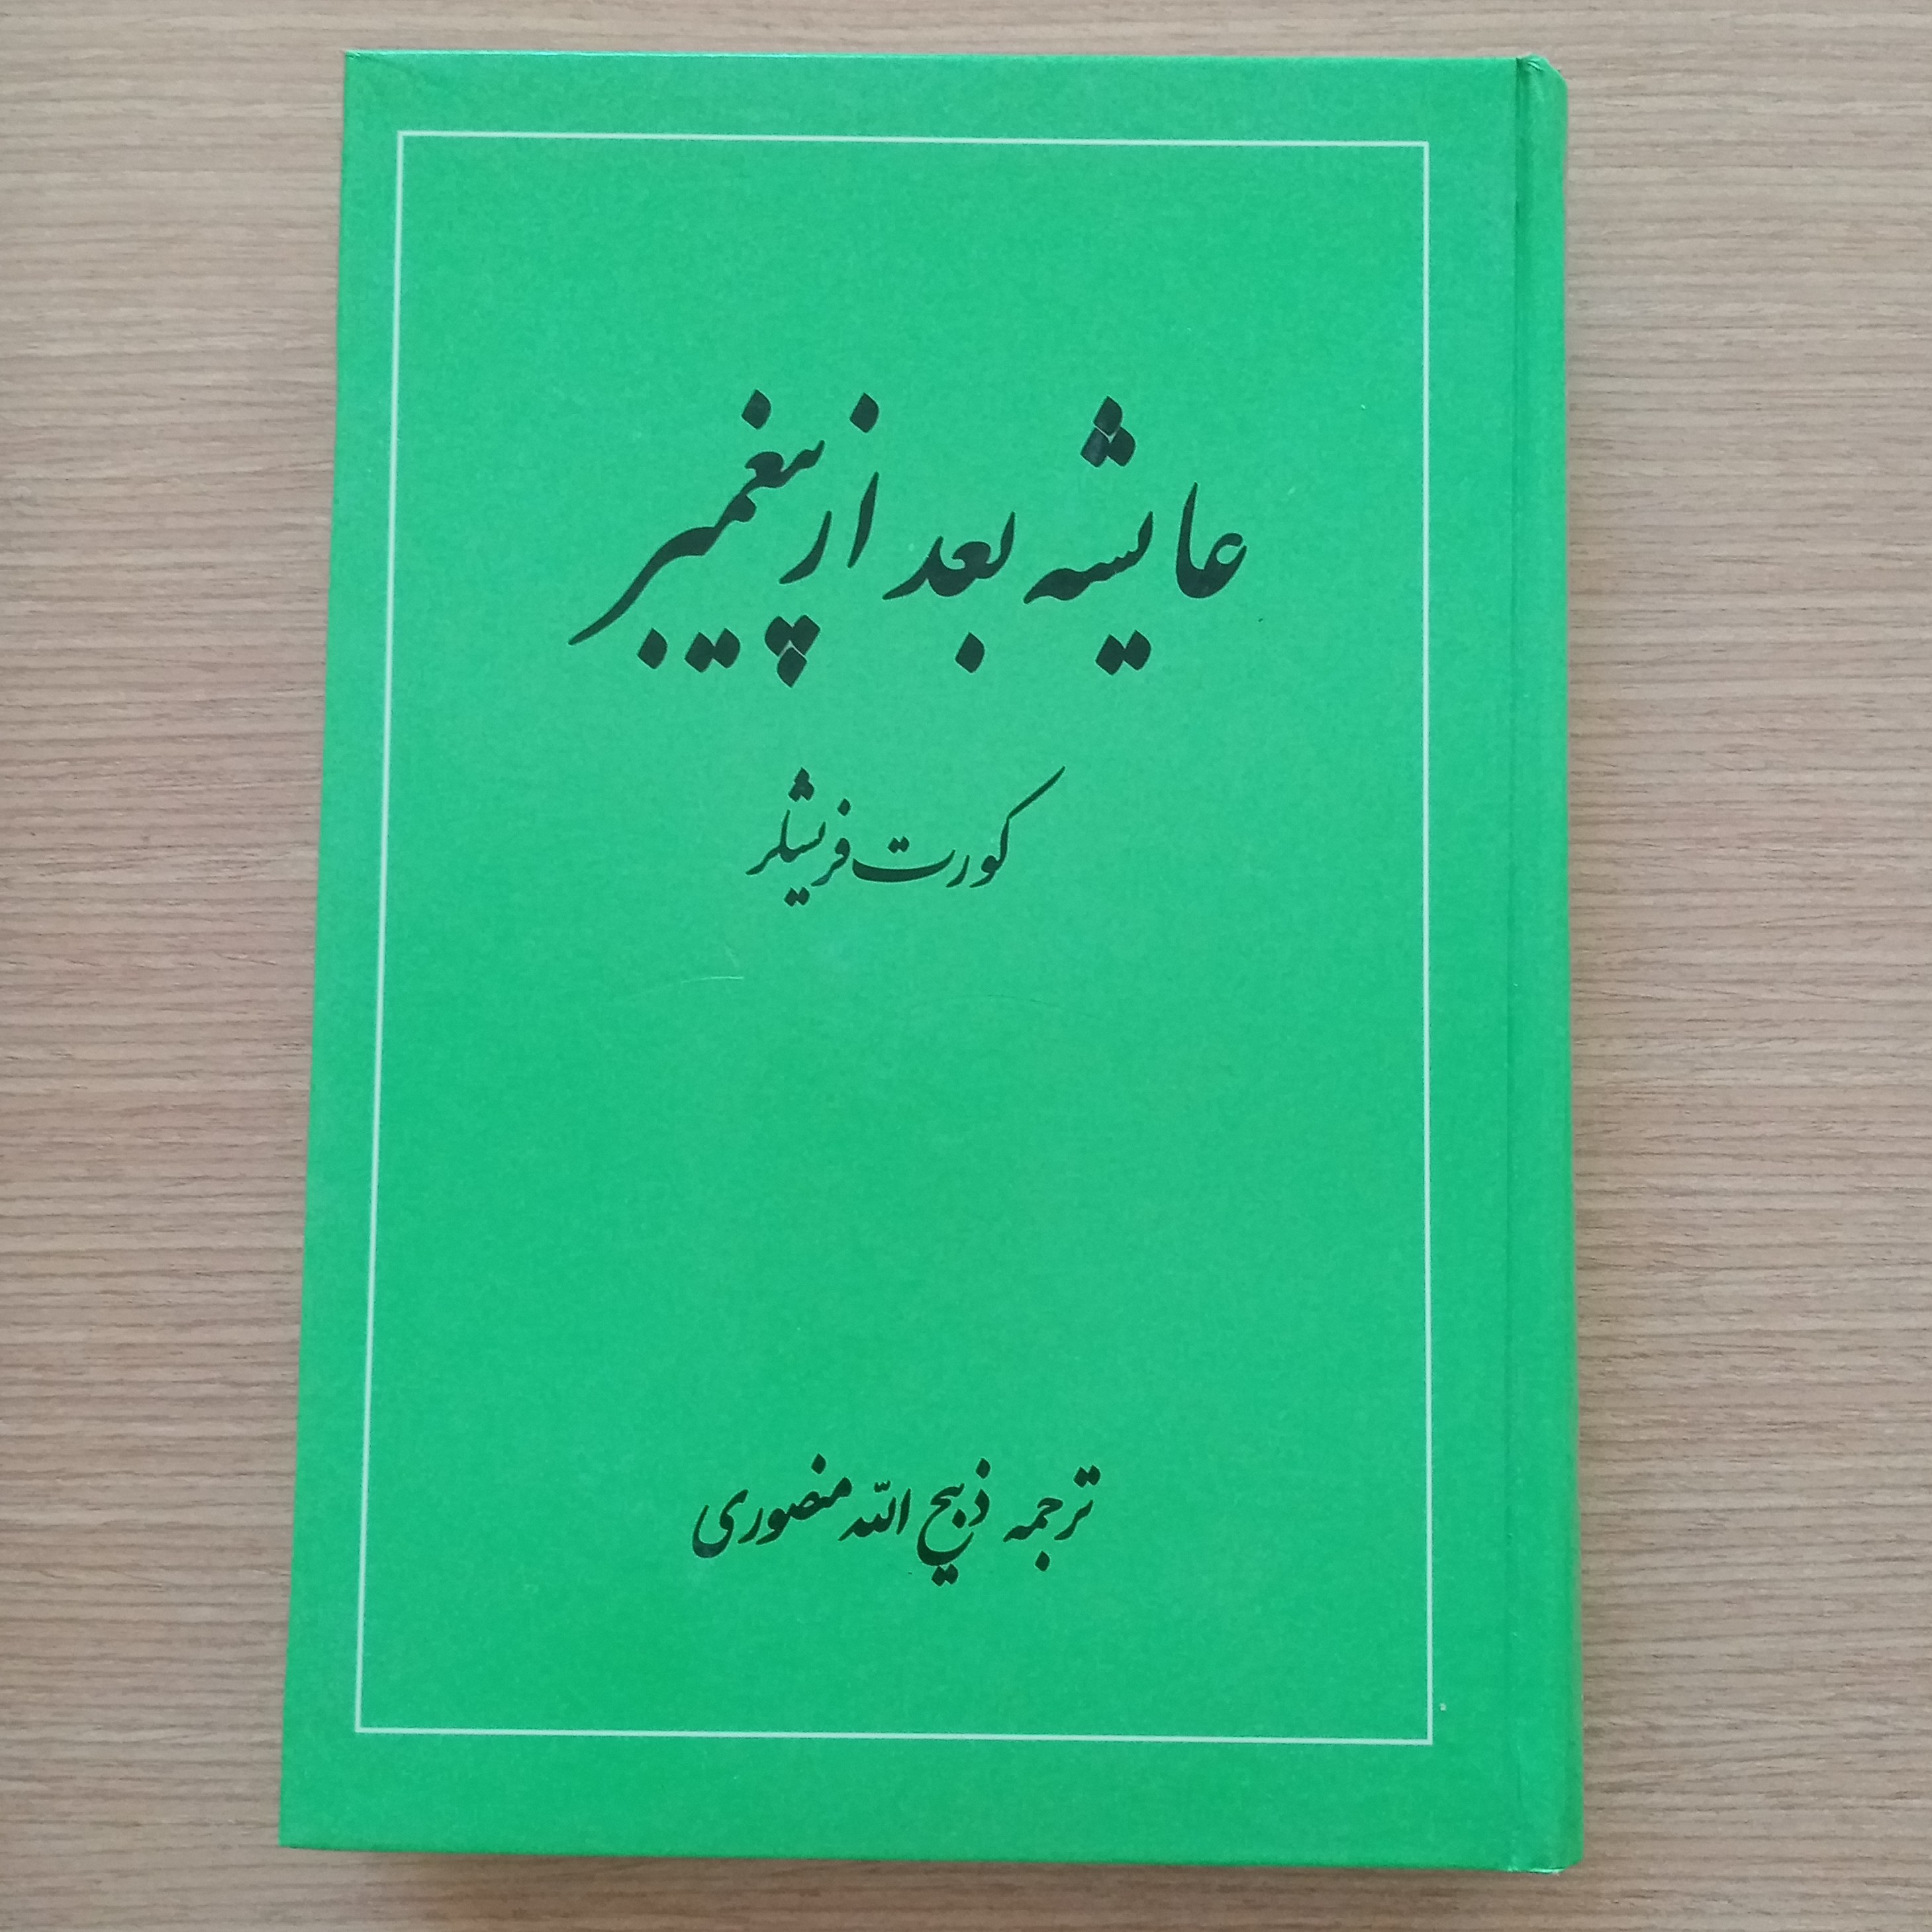 عایشه بعد از پیغمبر
کورت فریشلر
ترجمه ذبیح الله منصوری